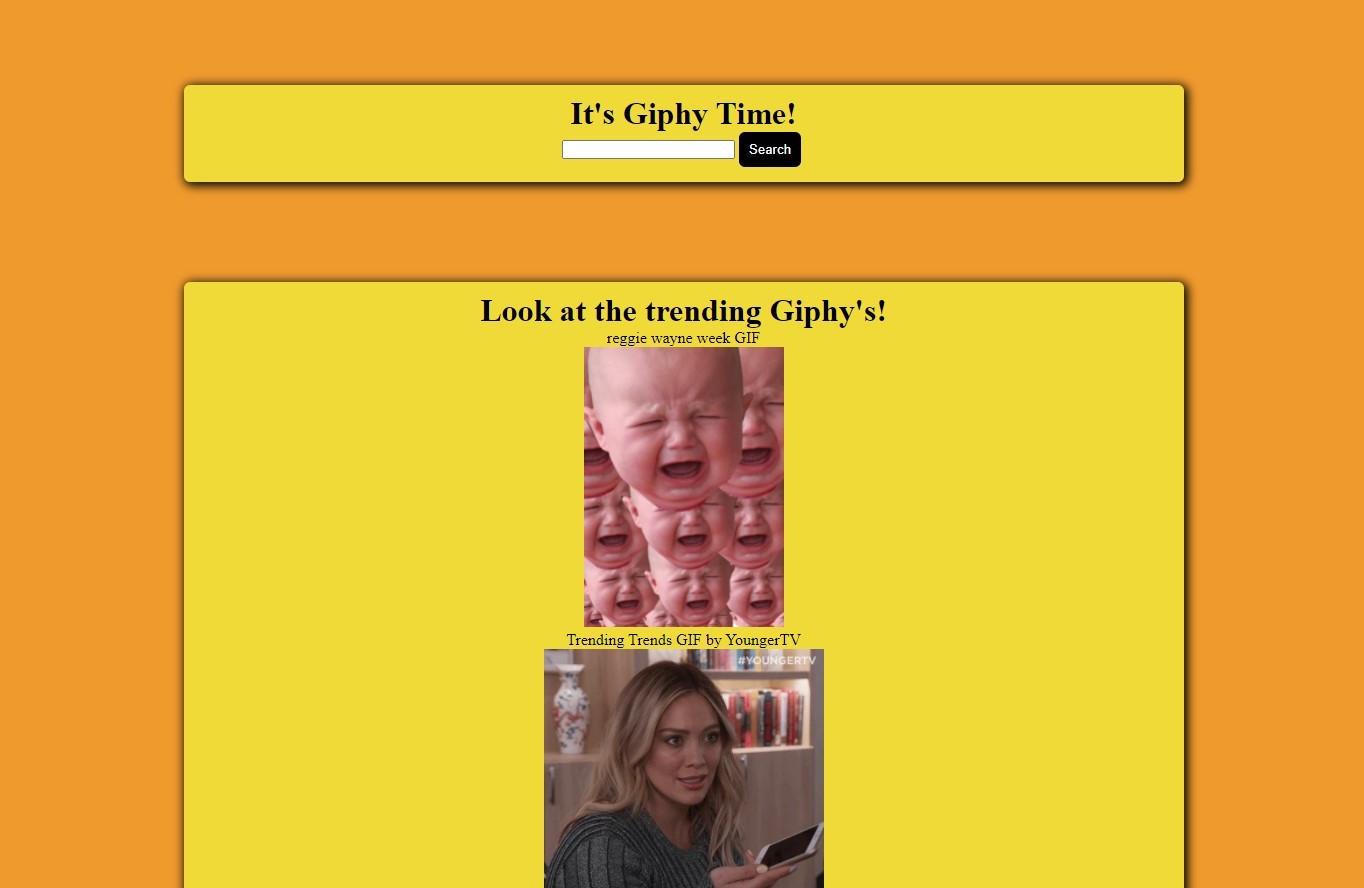 It's Giphy Time!
Search
Look at the trending Giphy's!
reggie wayne week GIF
Trending Trends GIF by YoungerTV
#YOUNGERTV